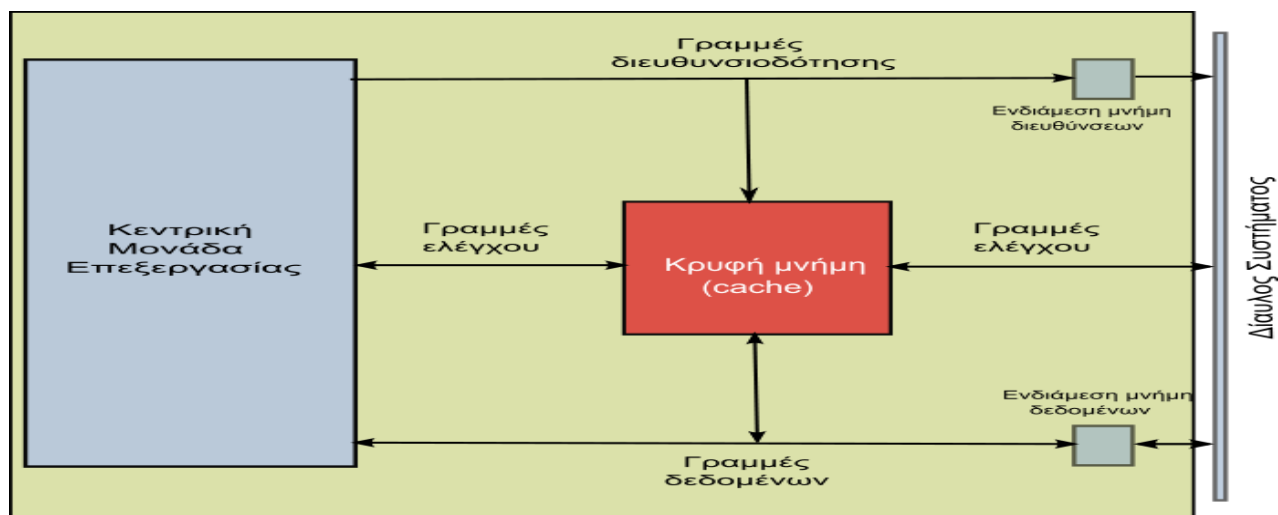 Γραμμές
διευθυνσιοδότησης
Ενδιάμεση μνήμη
διευθύνσεων
Κεντρική
Μονάδα
Επεξεργασίας
Γραμμές
ελέγχου
Κρυφή μνήμη
(cache)
Γραμμές
ελέγχου
Δίαυλος Συστήματος
Ενδιάμεση μνήμη
δεδομένων
Γραμμές
δεδομένων